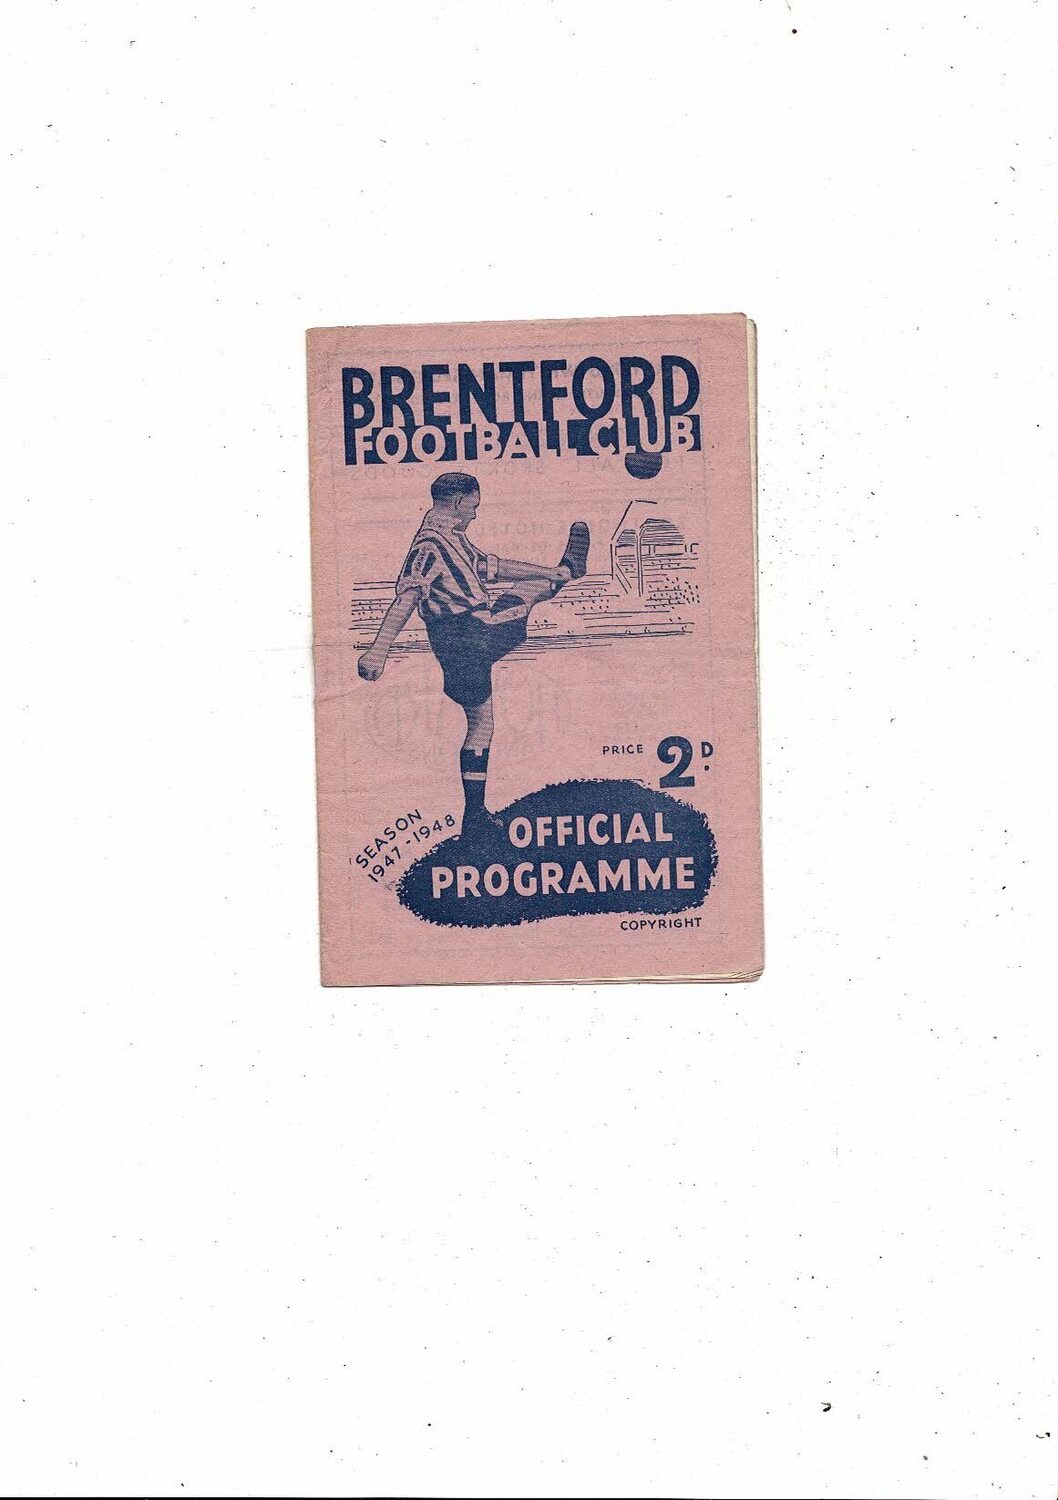 BRENTFORD
FOOTBALL CLUB
PRICE 2D.
SEASON
1947-1948
OFFICIAL
PROGRAMME
COPYRIGHT